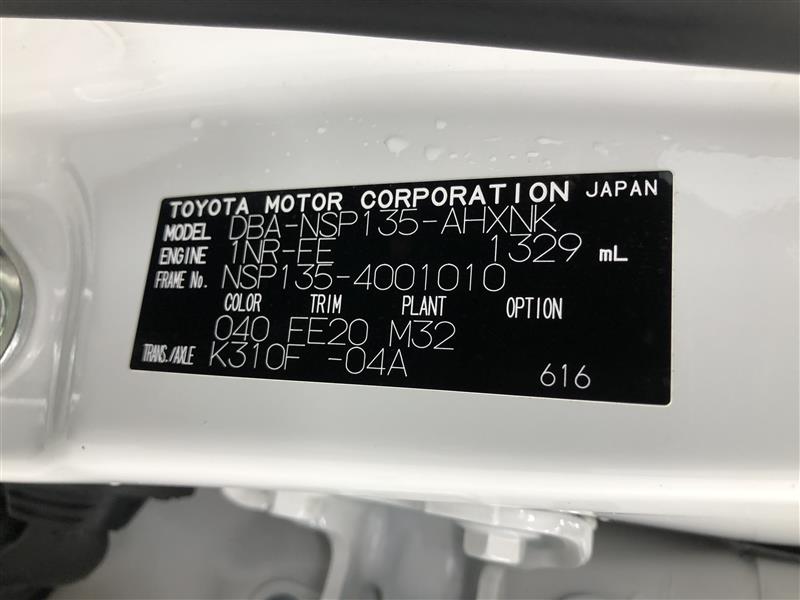 TOYOTA MOTOR CORPORATION JAPAN
MODEL DBA-NSP135-AHXNK
ENGINE 1NR-FE 1329 mL
FRAME No. NSP135-4001010
COLOR TRIM PLANT OPTION
040 FE20 M32
TRANS./AXLE K310F -04A
616